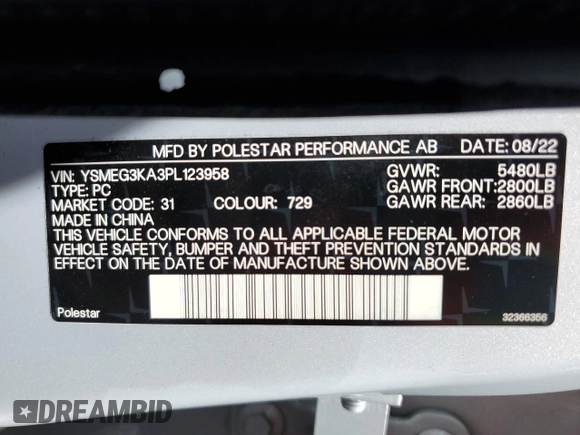 MFD BY POLESTAR PERFORMANCE AB DATE: 08/22
VIN: YSMEG3KA3PL123958 GVWR: 5480LB
TYPE: PC GAWR FRONT:2800LB
MARKET CODE: 31 COLOUR: 729 GAWR REAR: 2860LB
MADE IN CHINA
THIS VEHICLE CONFORMS TO ALL APPLICABLE FEDERAL MOTOR
VEHICLE SAFETY, BUMPER AND THEFT PREVENTION STANDARDS IN
EFFECT ON THE DATE OF MANUFACTURE SHOWN ABOVE.
Polestar 32366356
DREAMBID